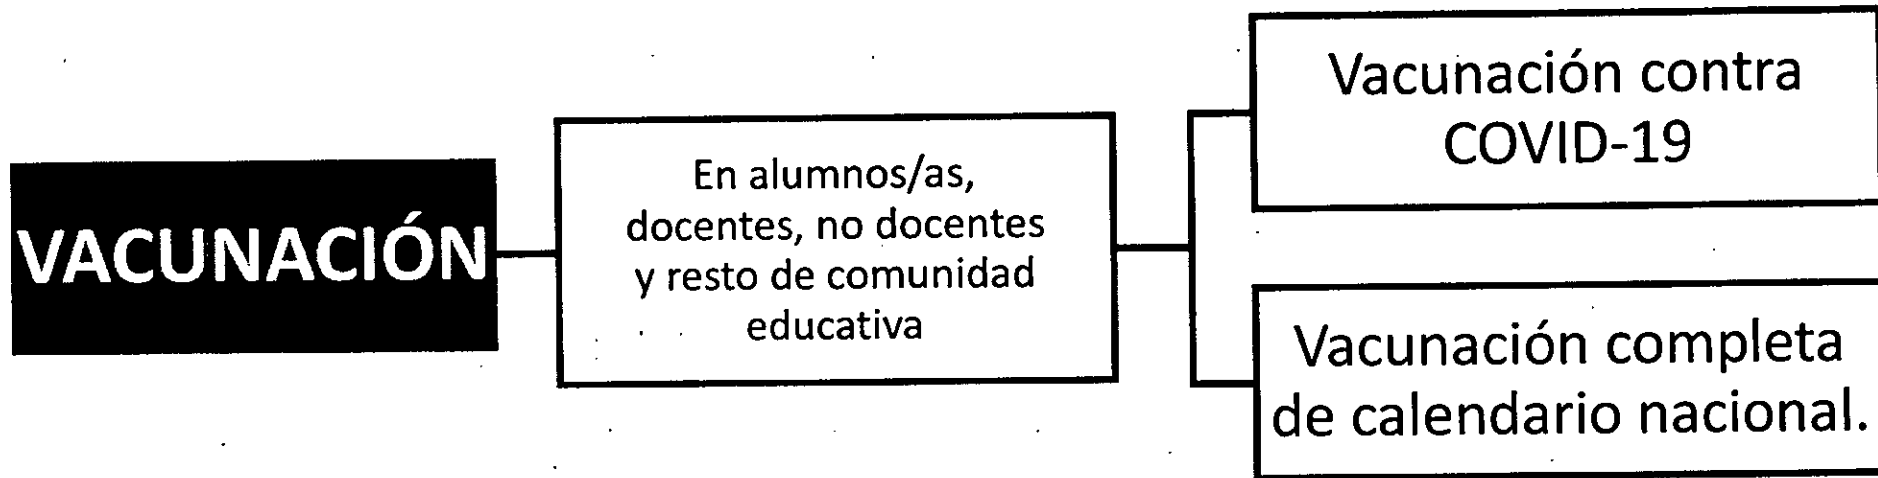 VACUNACIÓN
En alumnos/as,
docentes, no docentes
y resto de comunidad
educativa
Vacunación contra
COVID-19
Vacunación completa
de calendario nacional.